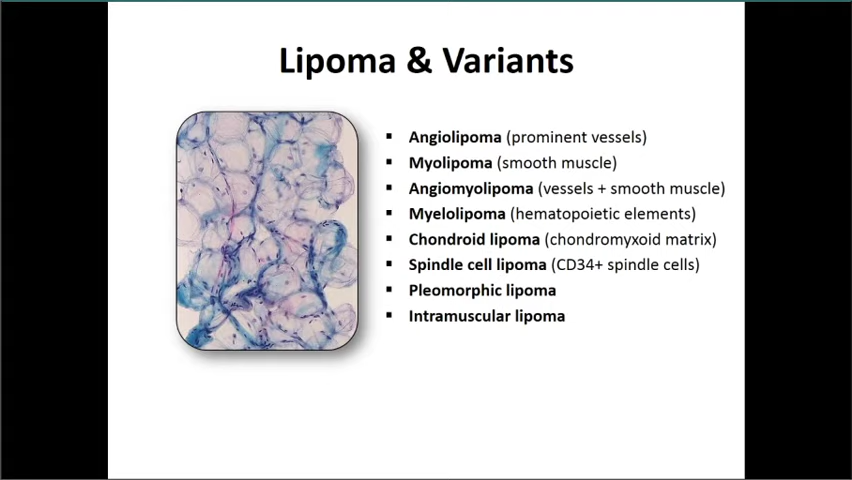 Lipoma & Variants
▪ Angiolipoma (prominent vessels)
▪ Myolipoma (smooth muscle)
▪ Angiomyolipoma (vessels + smooth muscle)
▪ Myelolipoma (hematopoietic elements)
▪ Chondroid lipoma (chondromyxoid matrix)
▪ Spindle cell lipoma (CD34+ spindle cells)
▪ Pleomorphic lipoma
▪ Intramuscular lipoma